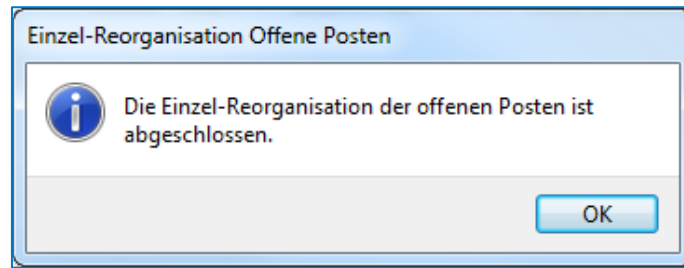 Einzel-Reorganisation Offene Posten
Die Einzel-Reorganisation der offenen Posten ist
abgeschlossen.
OK